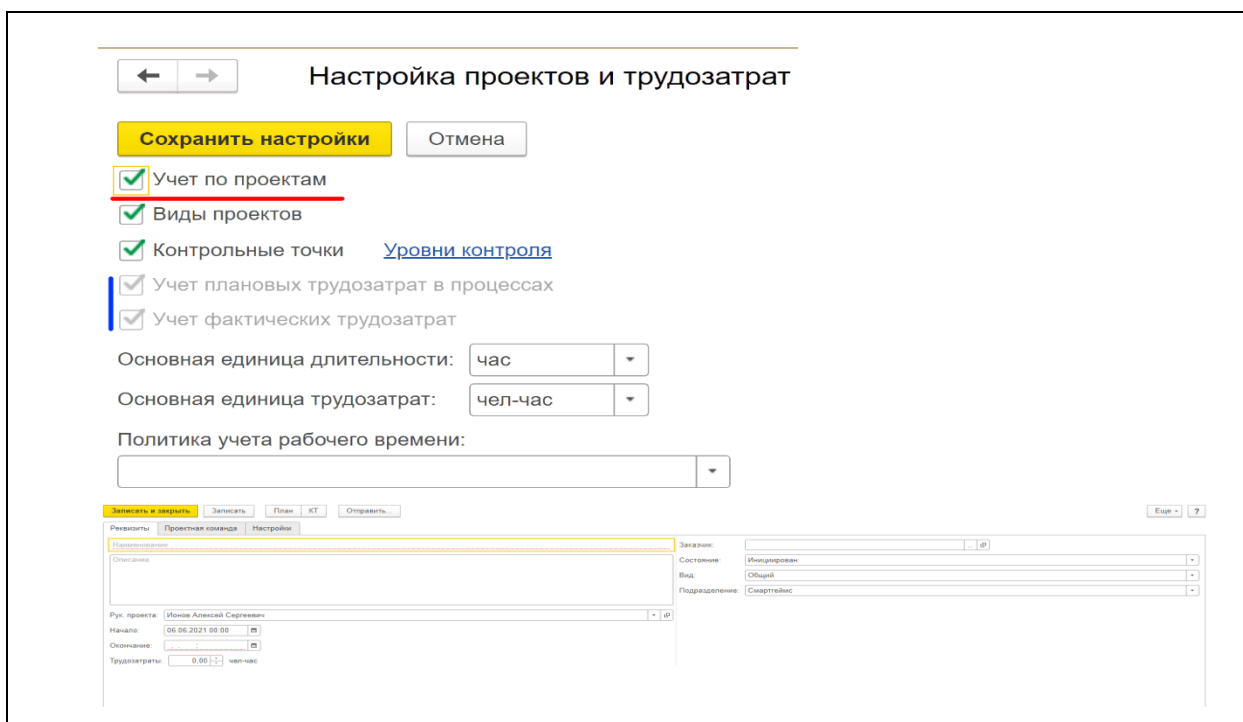 Настройка проектов и трудозатрат
Сохранить настройки Отмена
Учет по проектам
Виды проектов
Контрольные точки Уровни контроля
Учет плановых трудозатрат в процессах
Учет фактических трудозатрат
Основная единица длительности: час
Основная единица трудозатрат: чел-час
Политика учета рабочего времени:
Записать и закрыть Записать План КТ Отправить... Еще ?
Реквизиты Проектная команда Настройки
Наименование Заказчик:
Описание Состояние: Инициирован
Вид: Общий
Подразделение: Смартгеймс
Рук. проекта: Ионов Алексей Сергеевич
Начало: 06.06.2021 00:00
Окончание:
Трудозатраты: 0,00 чел-час